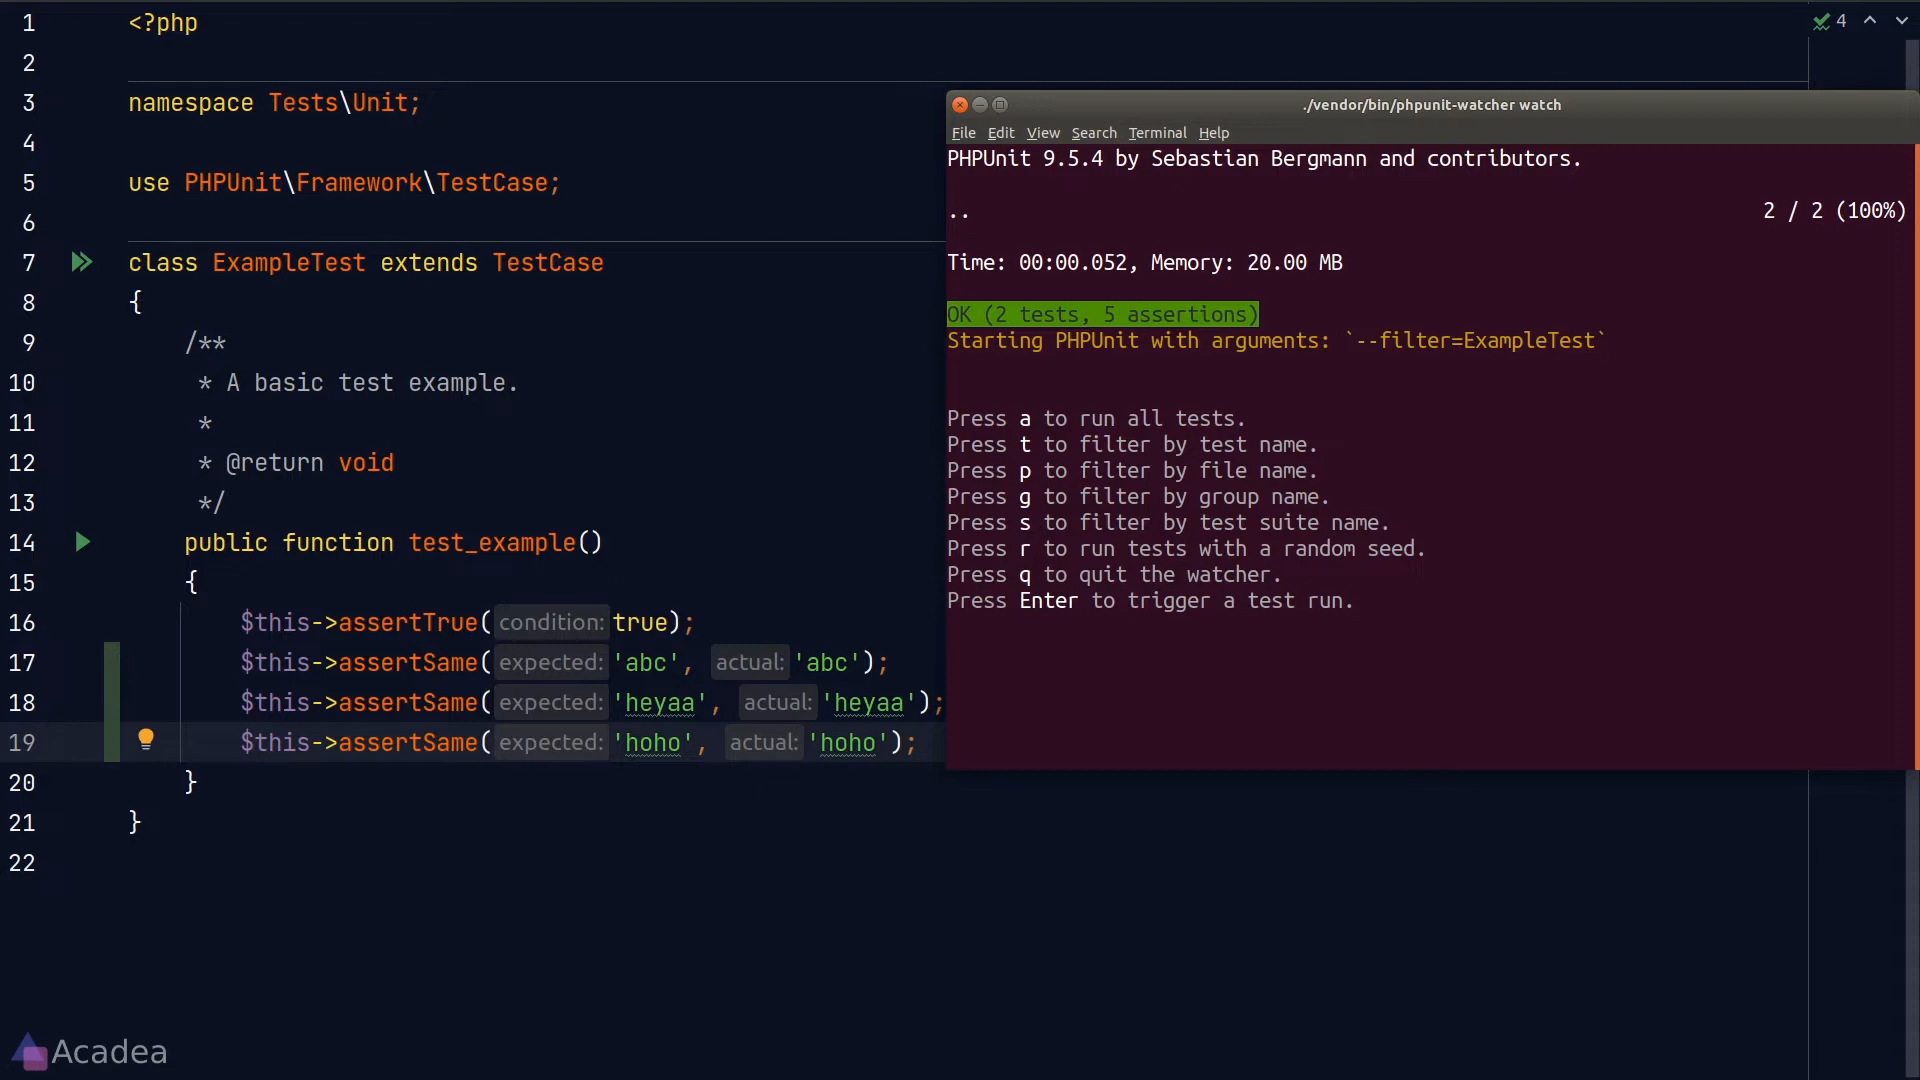 1 <?php
2
3 namespace Tests\Unit;
4
5 use PHPUnit\Framework\TestCase;
6
7 class ExampleTest extends TestCase
8 {
9 /**
10 * A basic test example.
11 *
12 * @return void
13 */
14 public function test_example()
15 {
16 $this->assertTrue( condition: true);
17 $this->assertSame( expected: 'abc', actual: 'abc');
18 $this->assertSame( expected: 'heyaa', actual: 'heyaa');
19 $this->assertSame( expected: 'hoho', actual: 'hoho');
20 }
21 }
22
4
./vendor/bin/phpunit-watcher watch
File Edit View Search Terminal Help
PHPUnit 9.5.4 by Sebastian Bergmann and contributors.
.. 2 / 2 (100%)
Time: 00:00.052, Memory: 20.00 MB
OK (2 tests, 5 assertions)
Starting PHPUnit with arguments: `--filter=ExampleTest`
Press a to run all tests.
Press t to filter by test name.
Press p to filter by file name.
Press g to filter by group name.
Press s to filter by test suite name.
Press r to run tests with a random seed.
Press q to quit the watcher.
Press Enter to trigger a test run.
Acadea